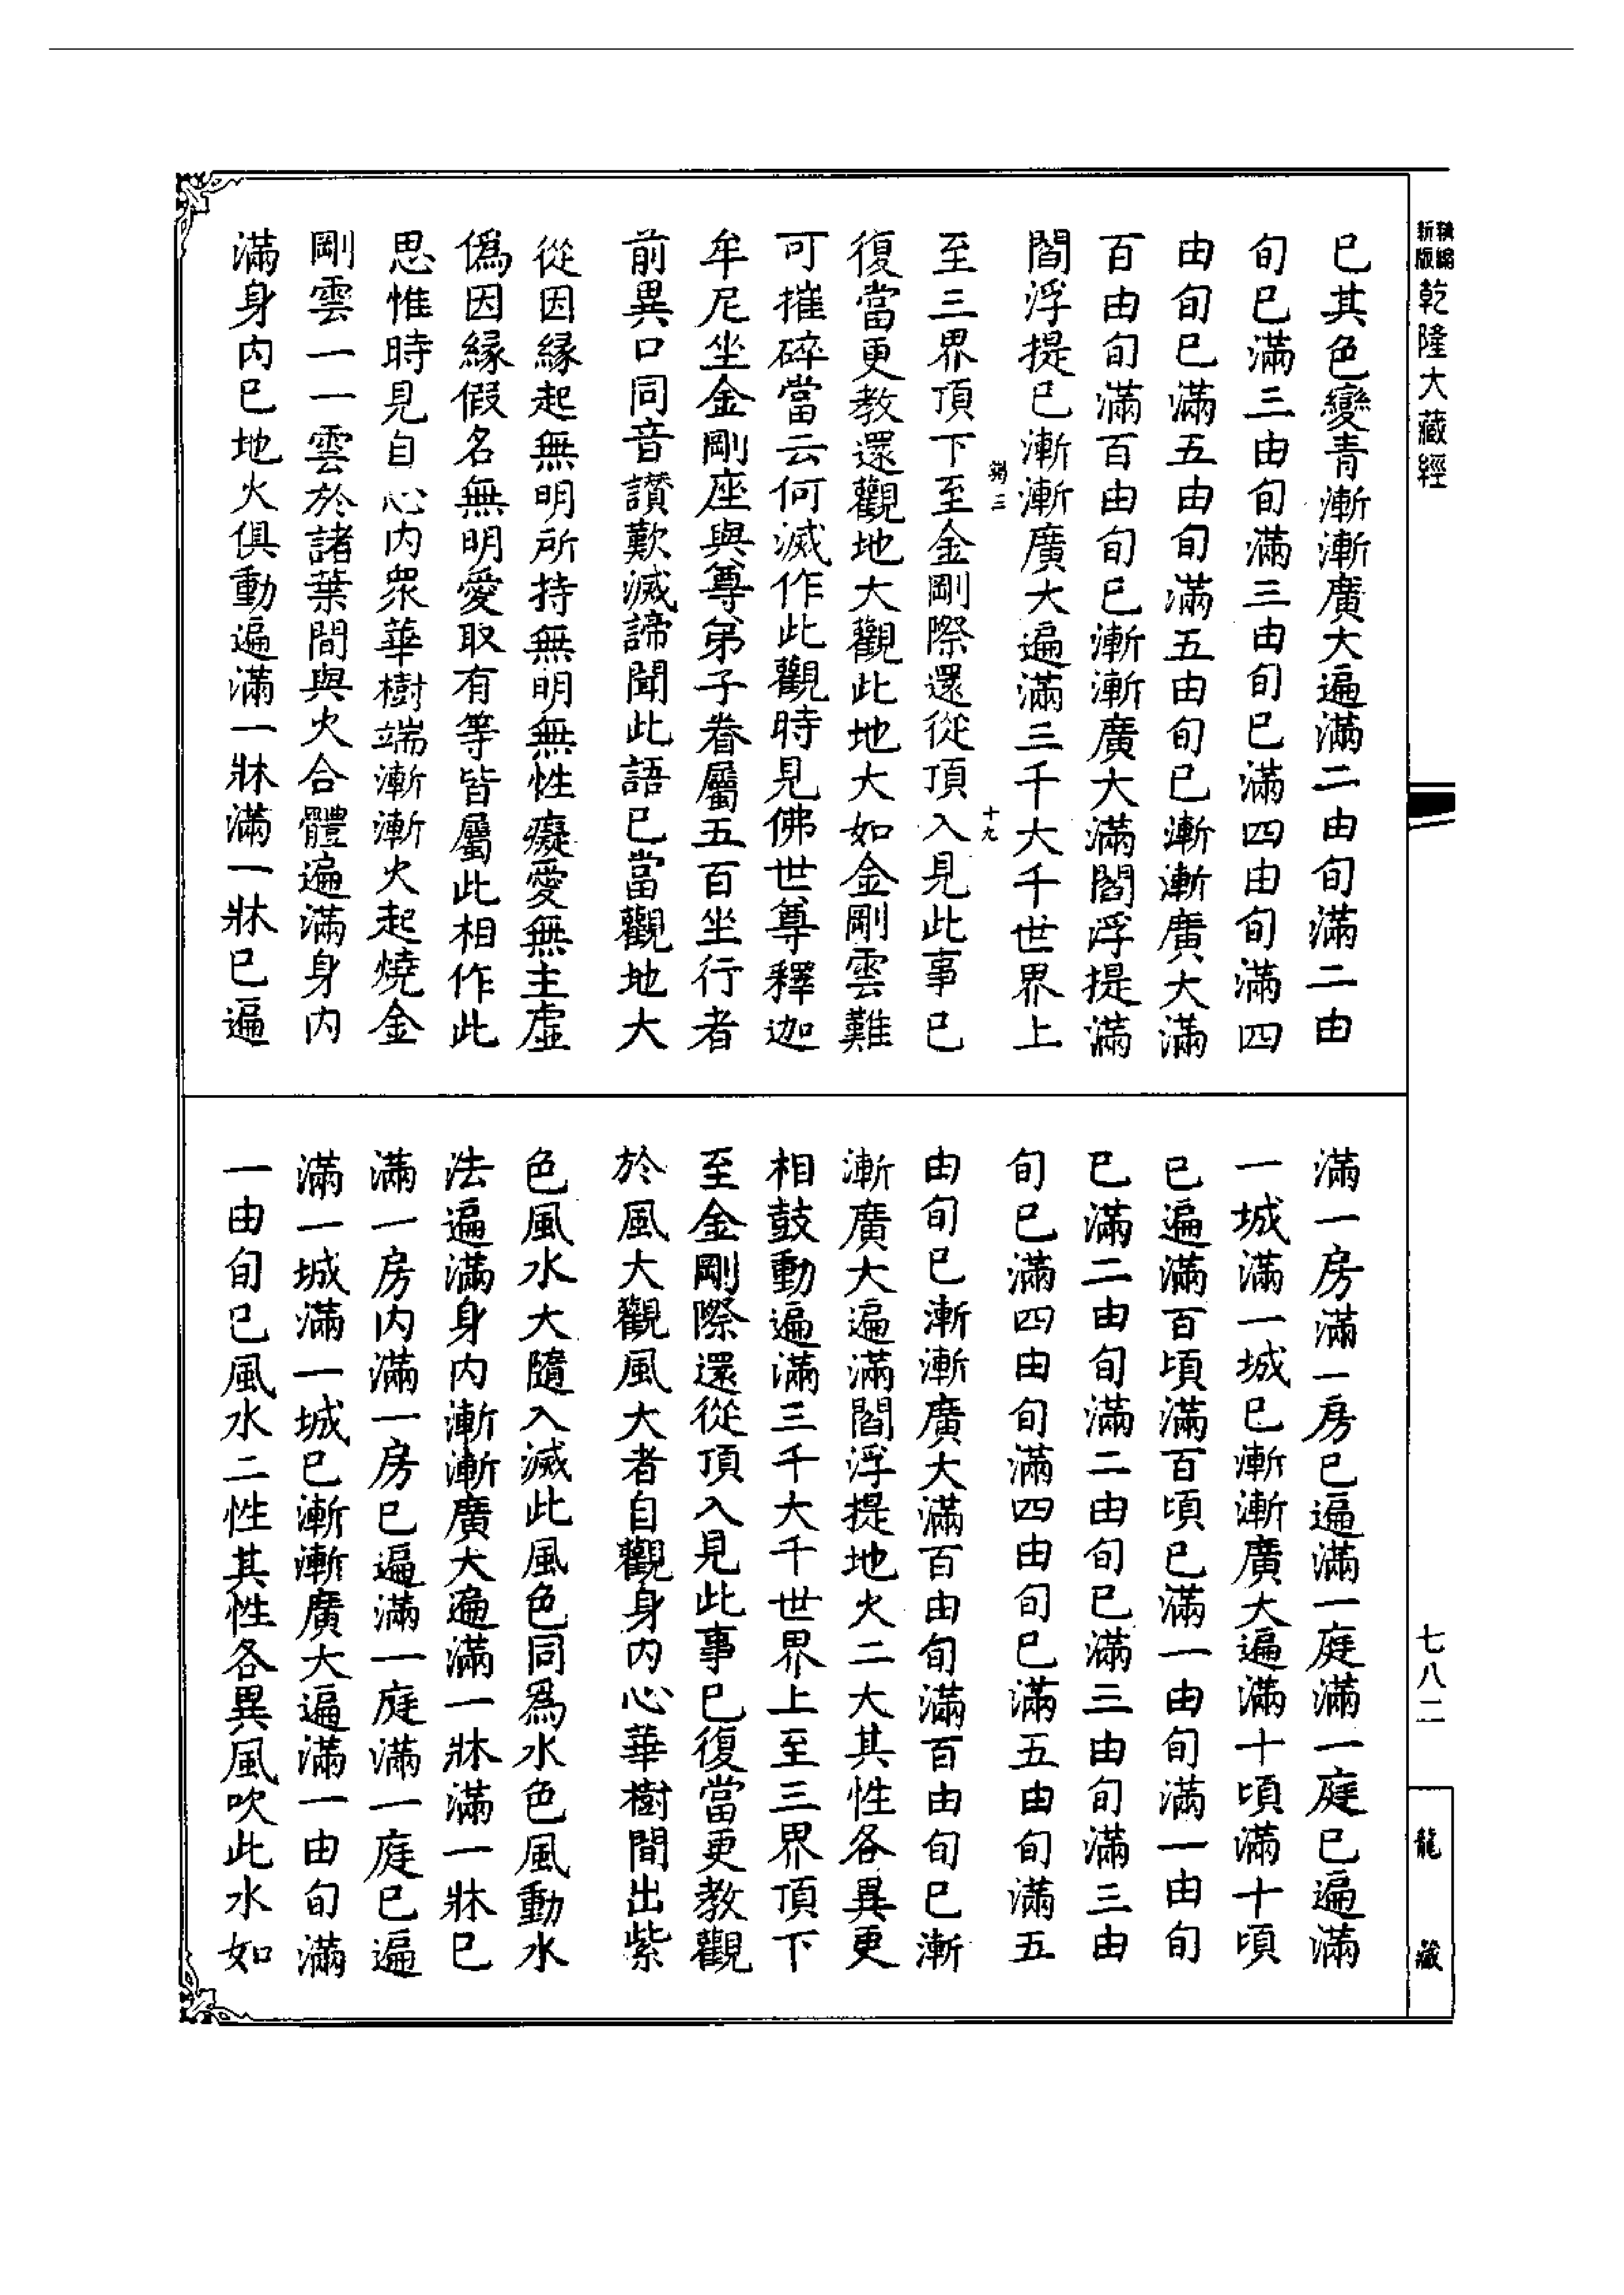 新編
新版
乾隆大藏經
已其色變青漸漸廣大遍滿二由旬滿二由
旬已滿三由旬滿三由旬已滿四由旬滿四
由旬已滿五由旬滿五由旬已漸漸廣大滿
百由旬滿百由旬已漸漸廣大滿閻浮提滿
閻浮提已漸漸廣大遍滿三千大千世界上
至三界頂下至金剛際還從頂入見此事已
復當更教還觀地大觀此地大如金剛雲難
可摧碎當云何滅作此觀時見佛世尊釋迦
牟尼坐金剛座與尊弟子眷屬五百坐行者
前異口同音讚歎滅諦聞此語已當觀地大
從因緣起無明所持無明無性癡愛無主虛
偽因緣假名無明愛取有等皆屬此相作此
思惟時見自心內眾華樹端漸漸火起燒金
剛雲一一雲於諸葉間與火合體遍滿身內
滿身內已地火俱動遍滿一牀滿一牀已遍
滿一房滿一房已遍滿一庭滿一庭已遍滿
一城滿一城已漸漸廣大遍滿十頃滿十頃
已遍滿百頃滿百頃已滿一由旬滿一由旬
已滿二由旬滿二由旬已滿三由旬滿三由
旬已滿四由旬滿四由旬已滿五由旬滿五
由旬已漸漸廣大滿百由旬滿百由旬已漸
漸廣大遍滿閻浮提地火二大其性各異更
相鼓動遍滿三千大千世界上至三界頂下
至金剛際還從頂入見此事已復當更教觀
於風大觀風大者自觀身內心華樹間出紫
色風水大隨入滅此風色同為水色風動水
法遍滿身內漸漸廣大遍滿一牀滿一牀已
滿一房內滿一房已遍滿一庭滿一庭已遍
滿一城滿一城已漸漸廣大遍滿一由旬滿
一由旬已風水二性其性各異風吹此水如
十九
七八二
龍藏